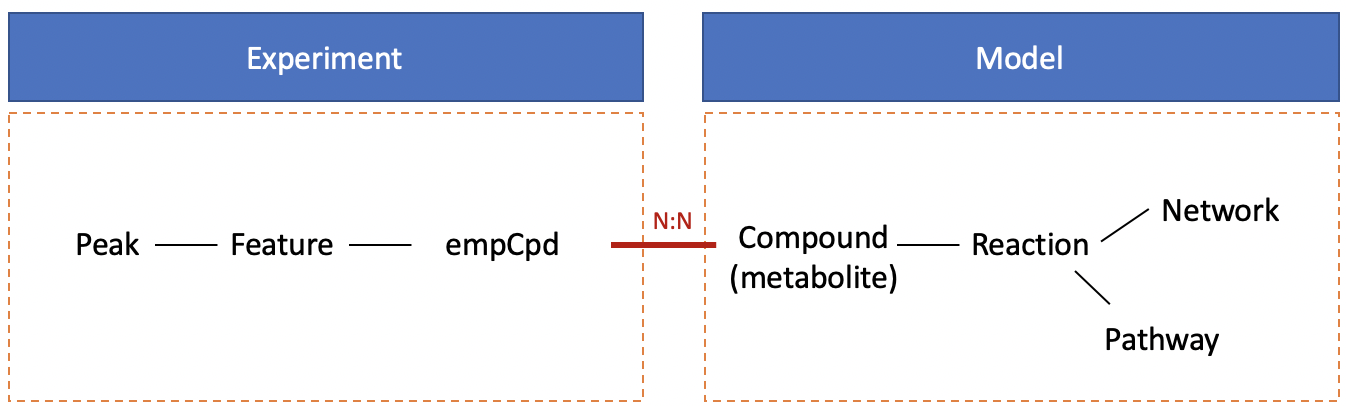 Experiment
Model
Peak
Feature
empCpd
N:N
Compound
(metabolite)
Reaction
Network
Pathway